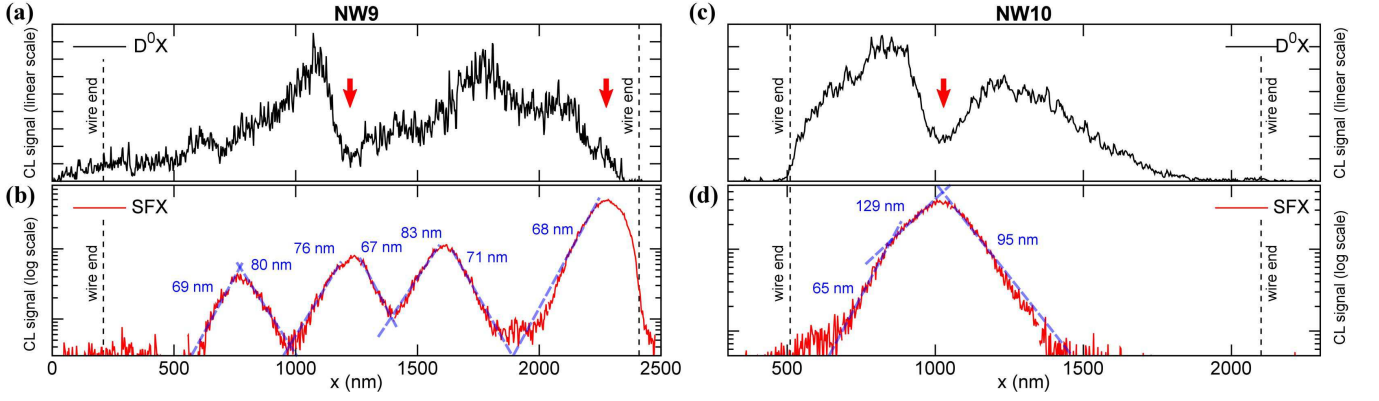 (a)
NW9
CL signal (linear scale)
D⁰X
wire end
wire end
(b)
CL signal (log scale)
SFX
wire end
69 nm
80 nm
76 nm
67 nm
83 nm
71 nm
68 nm
0
500
1000
1500
2000
2500
x (nm)
(c)
NW10
D⁰X
wire end
wire end
CL signal (linear scale)
(d)
SFX
129 nm
65 nm
95 nm
wire end
wire end
CL signal (log scale)
500
1000
1500
2000
x (nm)